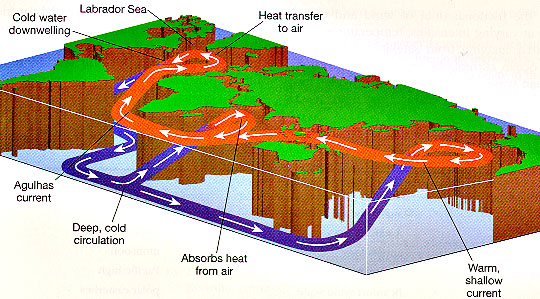 Labrador Sea
Cold water
downwelling
Heat transfer
to air
Agulhas
current
Deep, cold
circulation
Absorbs heat
from air
Warm,
shallow
current